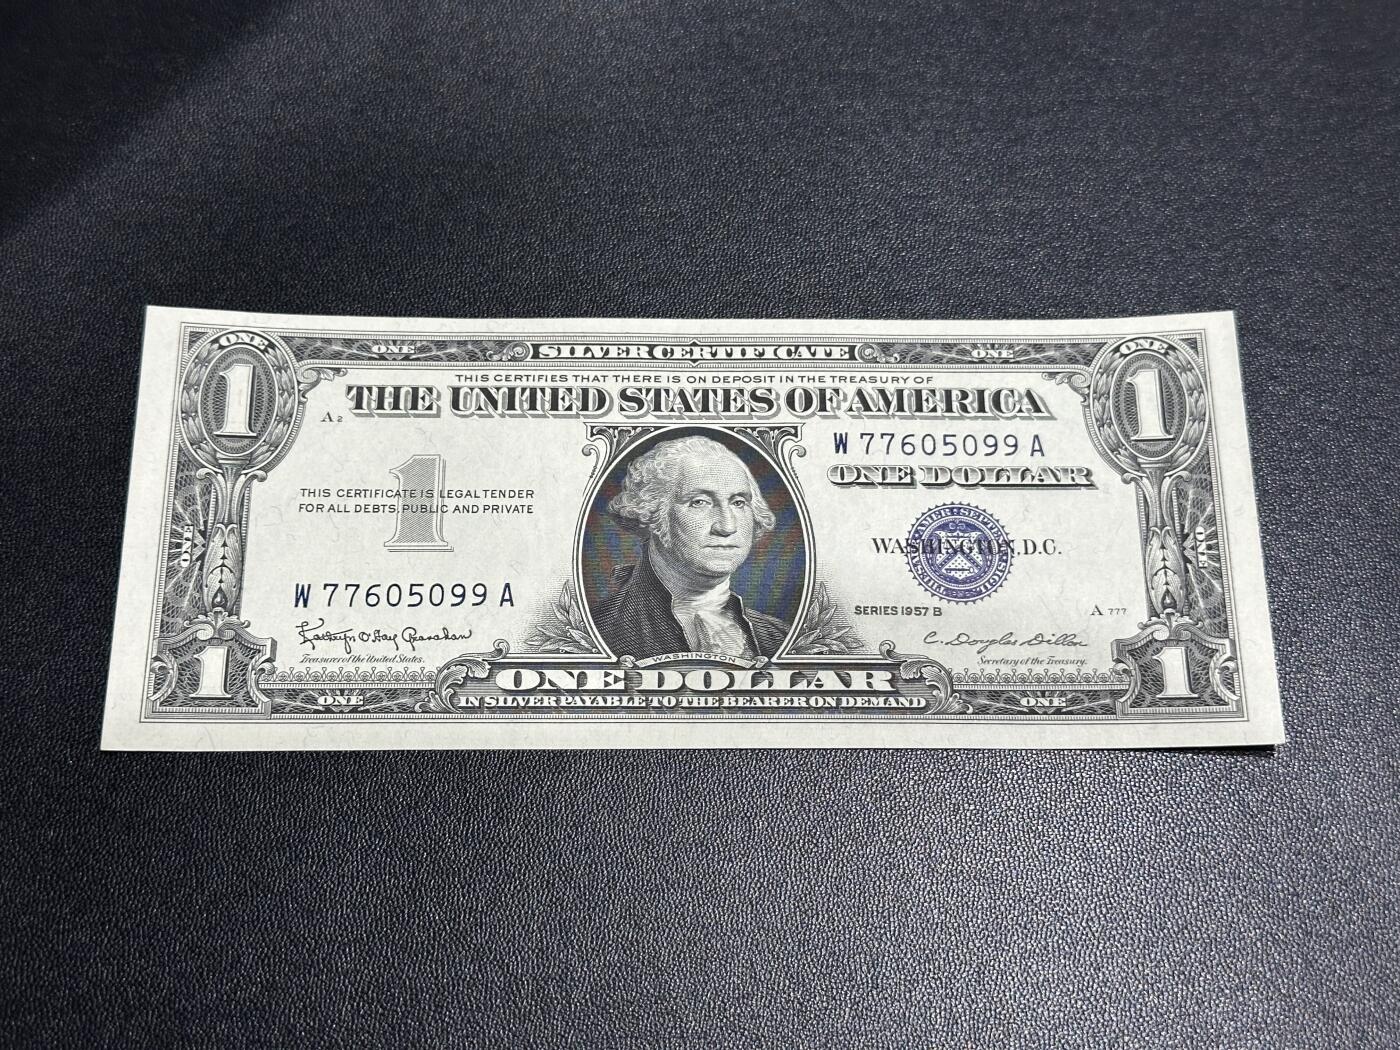 ONE
ONE
SILVER CERTIFICATE
ONE
ONE
1
1
THIS CERTIFIES THAT THERE IS ON DEPOSIT IN THE TREASURY OF
THE UNITED STATES OF AMERICA
A 2
W 77605099 A
ONE DOLLAR
1
THIS CERTIFICATE IS LEGAL TENDER
FOR ALL DEBTS, PUBLIC AND PRIVATE
WASHINGTON, D.C.
ONE
ONE
W 77605099 A
SERIES 1957 B
A 777
Kathryn O'Hay Granahan
Treasurer of the United States.
C. Douglas Dillon
Secretary of the Treasury.
WASHINGTON
1
1
ONE DOLLAR
ONE
IN SILVER PAYABLE TO THE BEARER ON DEMAND
ONE